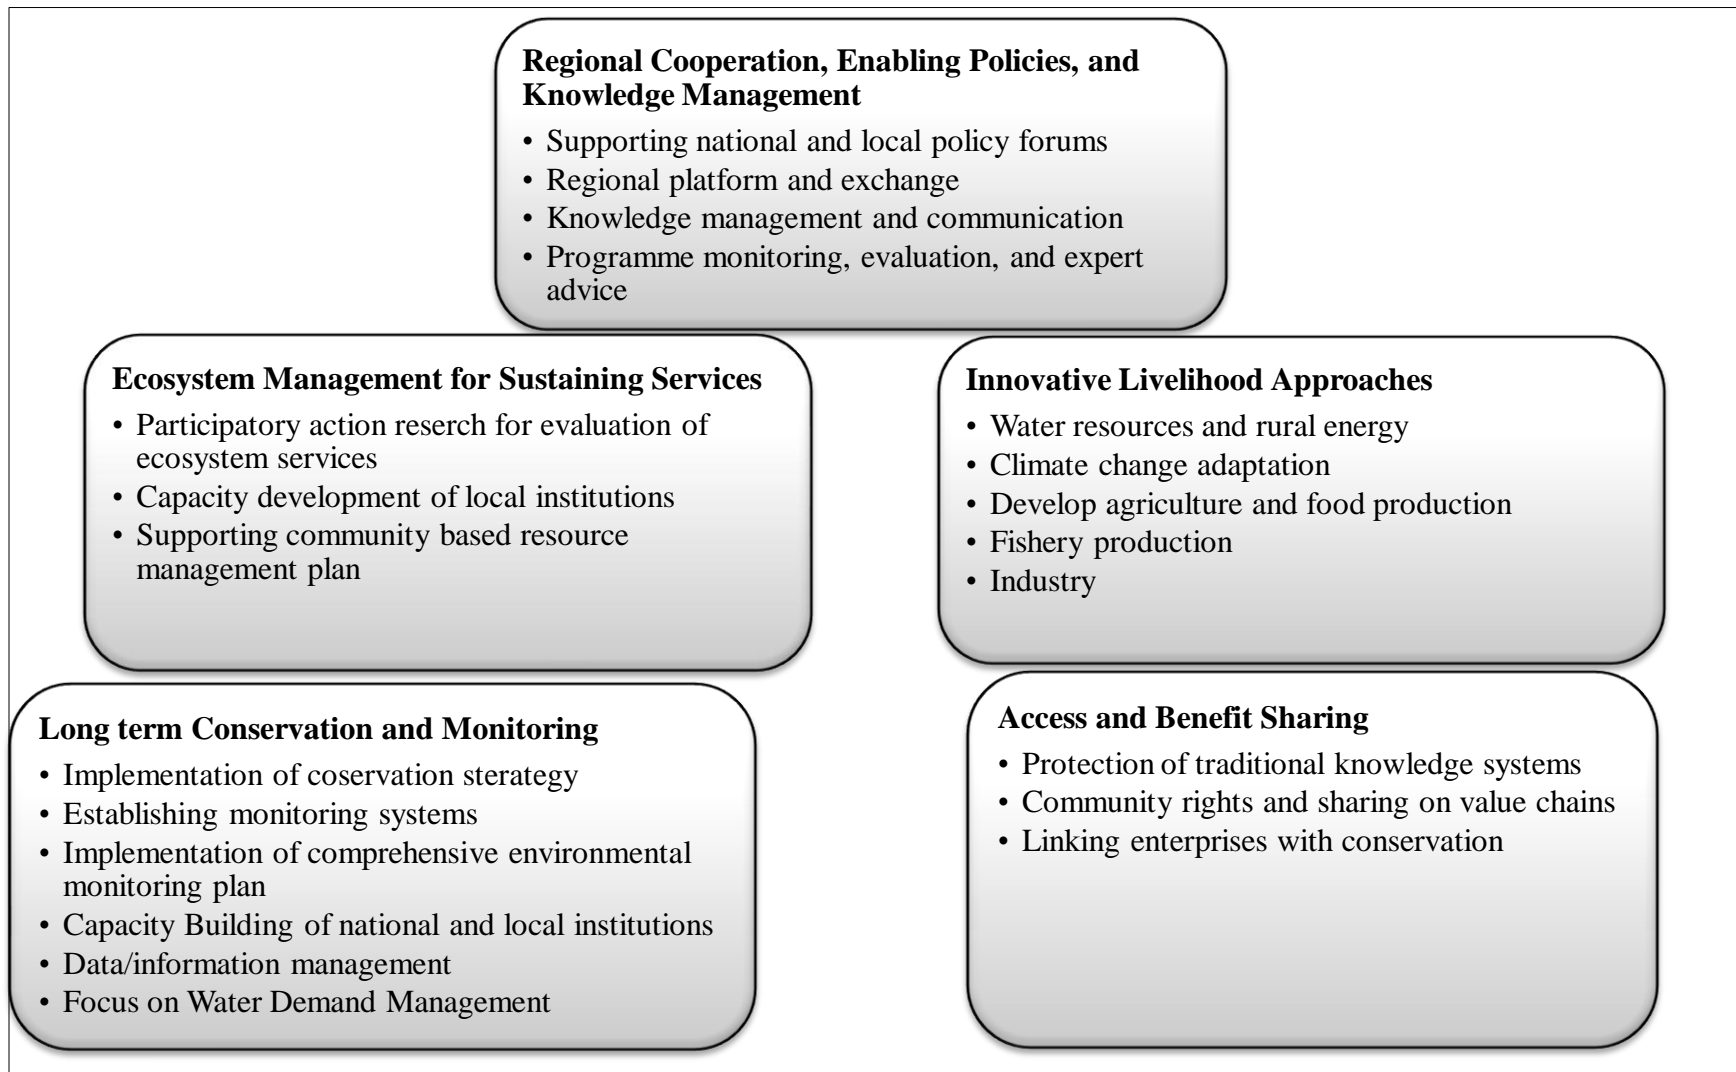 Regional Cooperation, Enabling Policies, and
Knowledge Management
• Supporting national and local policy forums
• Regional platform and exchange
• Knowledge management and communication
• Programme monitoring, evaluation, and expert
advice
Ecosystem Management for Sustaining Services
• Participatory action reserch for evaluation of
ecosystem services
• Capacity development of local institutions
• Supporting community based resource
management plan
Innovative Livelihood Approaches
• Water resources and rural energy
• Climate change adaptation
• Develop agriculture and food production
• Fishery production
• Industry
Long term Conservation and Monitoring
• Implementation of coservation sterategy
• Establishing monitoring systems
• Implementation of comprehensive environmental
monitoring plan
• Capacity Building of national and local institutions
• Data/information management
• Focus on Water Demand Management
Access and Benefit Sharing
• Protection of traditional knowledge systems
• Community rights and sharing on value chains
• Linking enterprises with conservation